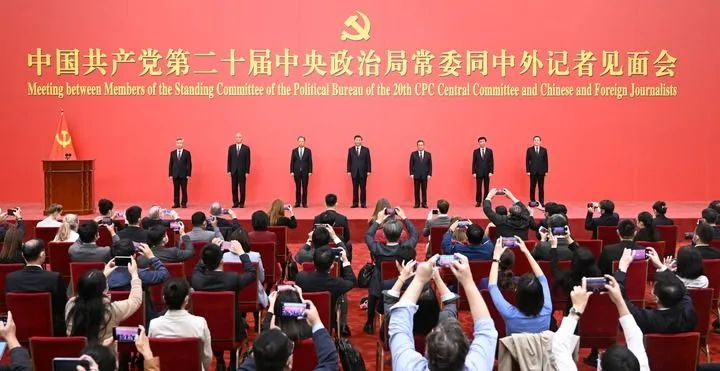 中国共产党第二十届中央政治局常委同中外记者见面会
Meeting between Members of the Standing Committee of the Political Bureau of the 20th CPC Central Committee and Chinese and Foreign Journalists